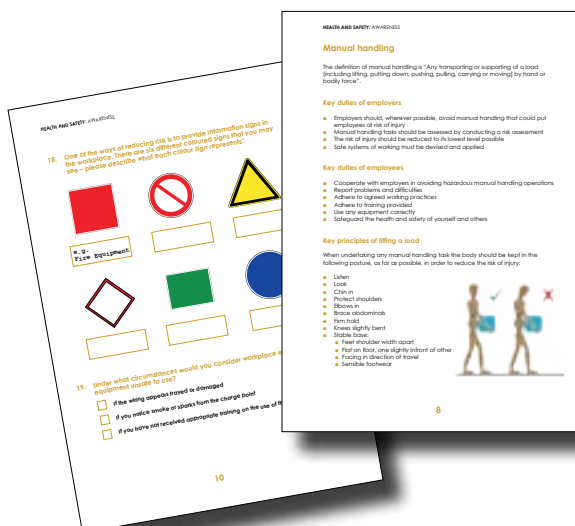 HEALTH AND SAFETY: AWARENESS
18. One of the ways of reducing risk is to provide information signs in
the workplace. There are six different coloured signs that you may
see – please describe what each colour sign represents:
e.g.
Fire Equipment
19. Under what circumstances would you consider workplace
equipment unsafe to use?
If the wiring appears frayed or damaged
If you notice smoke or sparks from the charge point
If you have not received appropriate training on the use of
10
HEALTH AND SAFETY: AWARENESS
Manual handling
The definition of manual handling is “Any transporting or supporting of a load
(including lifting, putting down, pushing, pulling, carrying or moving) by hand or
bodily force”.
Key duties of employers
Employers should, wherever possible, avoid manual handling that could put
employees at risk of injury
Manual handling tasks should be assessed by conducting a risk assessment
The risk of injury should be reduced to its lowest level possible
Safe systems of working must be devised and applied
Key duties of employees
Cooperate with employers in avoiding hazardous manual handling operations
Report problems and difficulties
Adhere to agreed working practices
Adhere to training provided
Use any equipment correctly
Safeguard the health and safety of yourself and others
Key principles of lifting a load
When undertaking any manual handling task the body should be kept in the
following posture, as far as possible, in order to reduce the risk of injury:
Listen
Look
Chin in
Protect shoulders
Elbows in
Brace abdominals
Firm hold
Knees slightly bent
Stable base:
Feet shoulder width apart
Flat on floor, one slightly infront of other
Facing in direction of travel
Sensible footwear
8